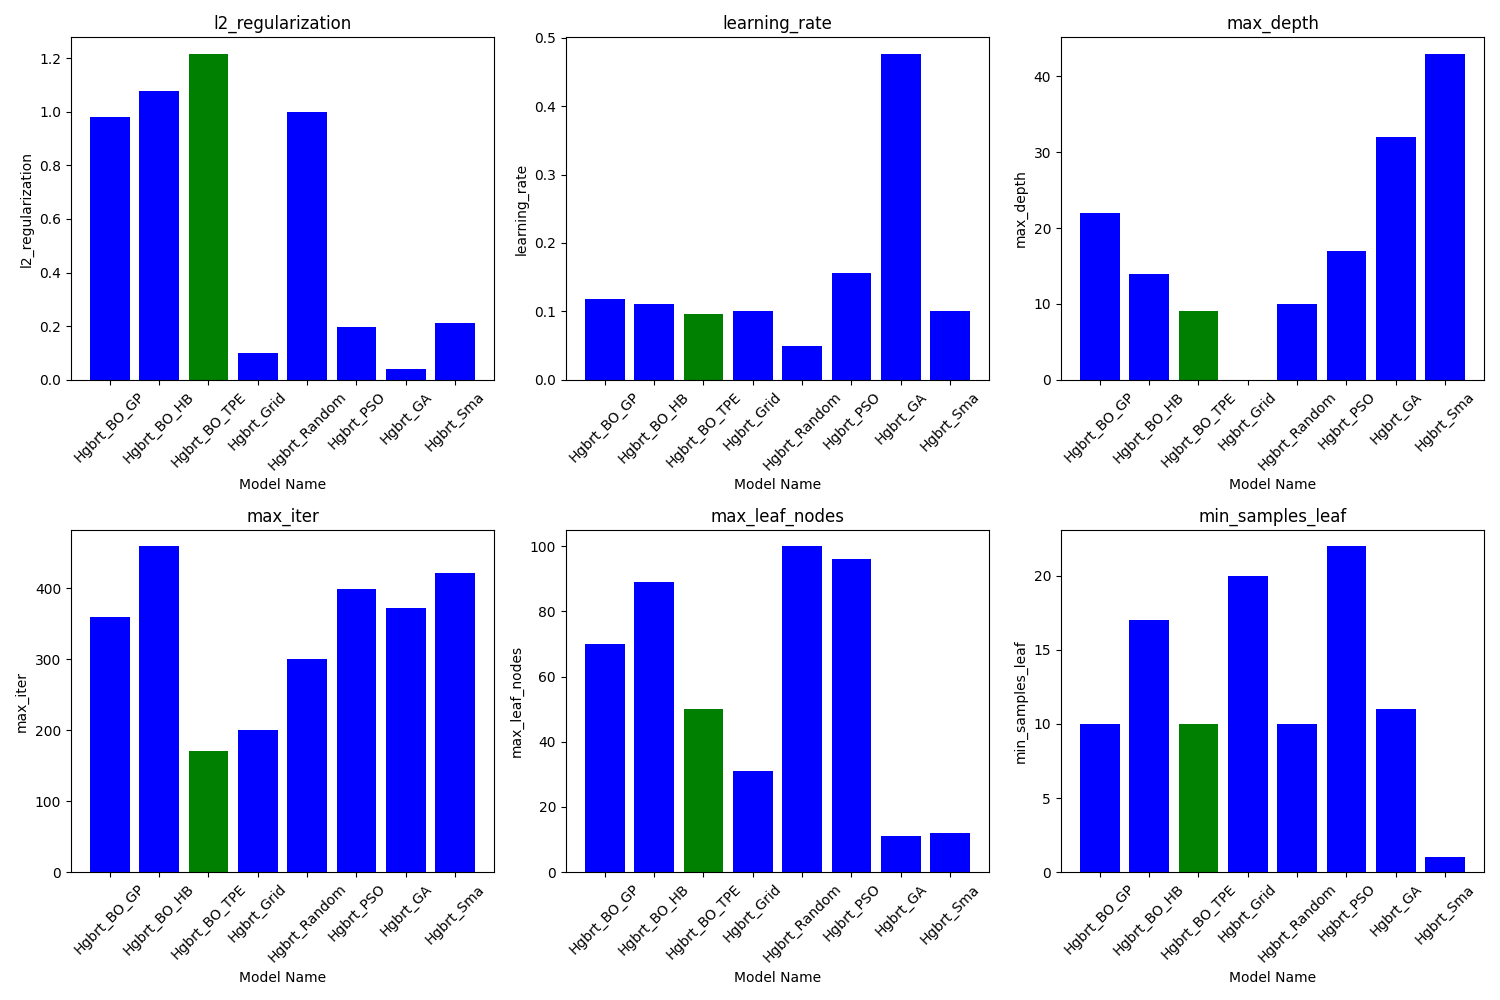 l2_regularization
l2_regularization
1.2
1.0
0.8
0.6
0.4
0.2
0.0
Hgbrt_BO_GP
Hgbrt_BO_HB
Hgbrt_BO_TPE
Hgbrt_Grid
Hgbrt_Random
Hgbrt_PSO
Hgbrt_GA
Hgbrt_Sma
Model Name
learning_rate
learning_rate
0.5
0.4
0.3
0.2
0.1
0.0
Hgbrt_BO_GP
Hgbrt_BO_HB
Hgbrt_BO_TPE
Hgbrt_Grid
Hgbrt_Random
Hgbrt_PSO
Hgbrt_GA
Hgbrt_Sma
Model Name
max_depth
max_depth
40
30
20
10
0
Hgbrt_BO_GP
Hgbrt_BO_HB
Hgbrt_BO_TPE
Hgbrt_Grid
Hgbrt_Random
Hgbrt_PSO
Hgbrt_GA
Hgbrt_Sma
Model Name
max_iter
max_iter
400
300
200
100
0
Hgbrt_BO_GP
Hgbrt_BO_HB
Hgbrt_BO_TPE
Hgbrt_Grid
Hgbrt_Random
Hgbrt_PSO
Hgbrt_GA
Hgbrt_Sma
Model Name
max_leaf_nodes
max_leaf_nodes
100
80
60
40
20
0
Hgbrt_BO_GP
Hgbrt_BO_HB
Hgbrt_BO_TPE
Hgbrt_Grid
Hgbrt_Random
Hgbrt_PSO
Hgbrt_GA
Hgbrt_Sma
Model Name
min_samples_leaf
min_samples_leaf
20
15
10
5
0
Hgbrt_BO_GP
Hgbrt_BO_HB
Hgbrt_BO_TPE
Hgbrt_Grid
Hgbrt_Random
Hgbrt_PSO
Hgbrt_GA
Hgbrt_Sma
Model Name